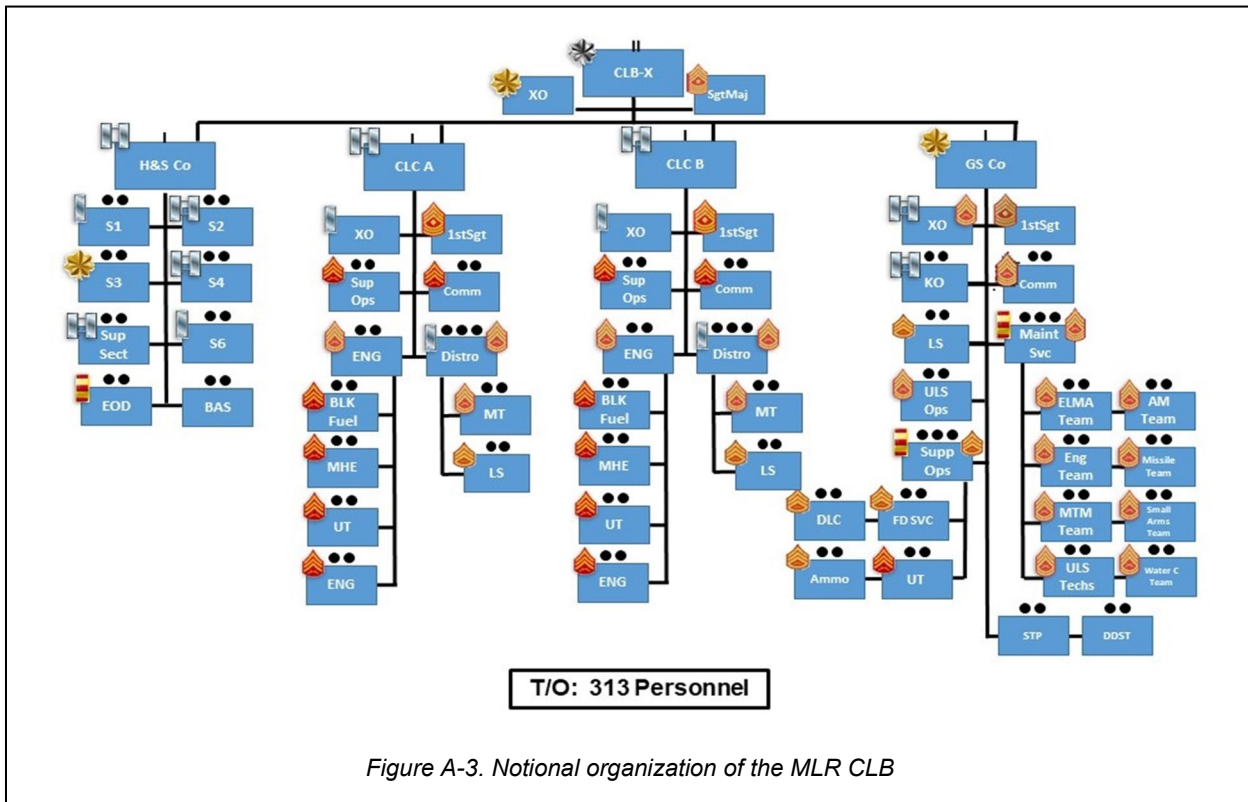 CLB-X
XO
SgtMaj
H&S Co
S1
S2
S3
S4
Sup
Sect
S6
EOD
BAS
CLC A
XO
1stSgt
Sup
Ops
Comm
ENG
Distro
BLK
Fuel
MT
MHE
LS
UT
ENG
CLC B
XO
1stSgt
Sup
Ops
Comm
ENG
Distro
BLK
Fuel
MT
MHE
LS
UT
ENG
GS Co
XO
1stSgt
KO
Comm
LS
Maint
Svc
ULS
Ops
Supp
Ops
DLC
FD SVC
Ammo
UT
ELMA
Team
AM
Team
Eng
Team
Missile
Team
MTM
Team
Small
Arms
Team
ULS
Techs
Water C
Team
STP
DDST
T/O: 313 Personnel
Figure A-3. Notional organization of the MLR CLB